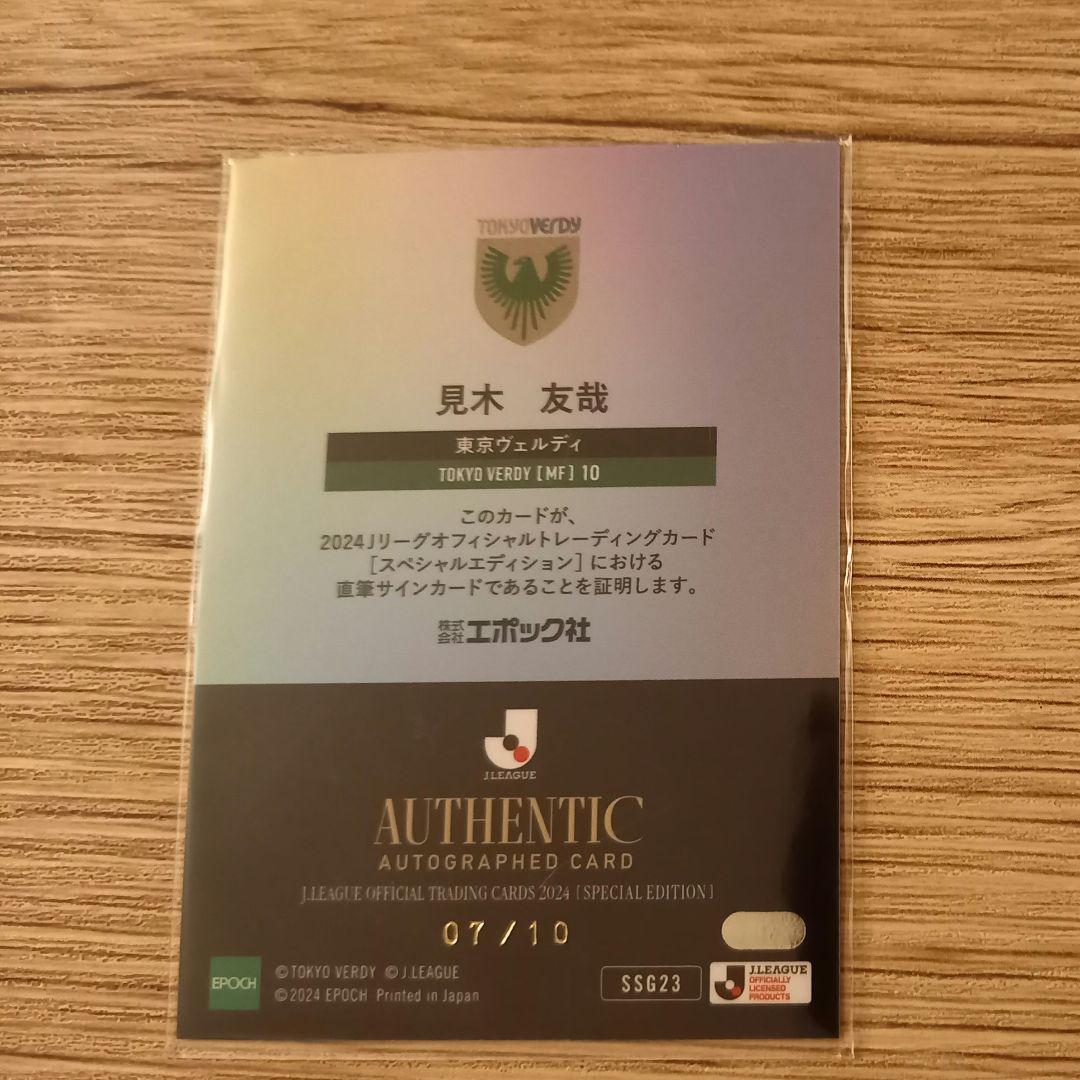 TOKYO VERDY
見木 友哉
東京ヴェルディ
TOKYO VERDY [MF] 10
このカードが、
2024Jリーグオフィシャルトレーディングカード
[スペシャルエディション]における
直筆サインカードであることを証明します。
株式会社エポック社
J.LEAGUE
AUTHENTIC
AUTOGRAPHED CARD
J.LEAGUE OFFICIAL TRADING CARDS 2024 [SPECIAL EDITION]
07/10
EPOCH
©TOKYO VERDY ©J.LEAGUE
©2024 EPOCH Printed in Japan
SSG23
J.LEAGUE
OFFICIALLY
LICENSED
PRODUCTS